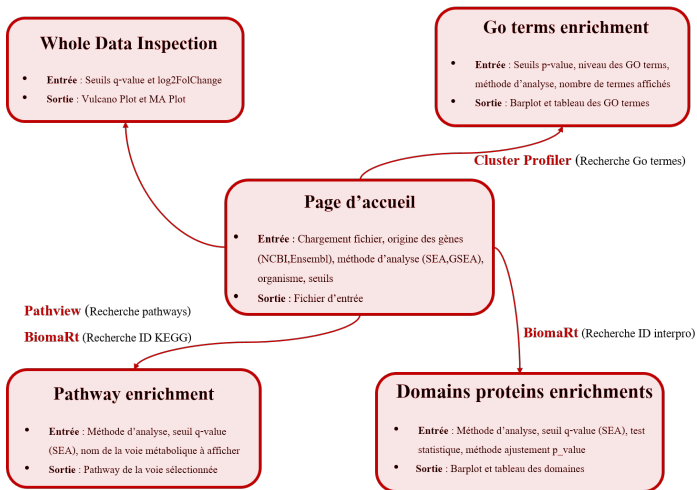 Whole Data Inspection
• Entrée : Seuils q-value et log2FolChange
• Sortie : Vulcano Plot et MA Plot
Go terms enrichment
• Entrée : Seuils p-value, niveau des GO terms,
méthode d'analyse, nombre de termes affichés
• Sortie : Barplot et tableau des GO termes
Cluster Profiler (Recherche Go termes)
Page d'accueil
• Entrée : Chargement fichier, origine des gènes
(NCBI,Ensembl), méthode d'analyse (SEA,GSEA),
organisme, seuils
• Sortie : Fichier d'entrée
Pathview (Recherche pathways)
BiomaRt (Recherche ID KEGG)
BiomaRt (Recherche ID interpro)
Pathway enrichment
• Entrée : Méthode d'analyse, seuil q-value
(SEA), nom de la voie métabolique à afficher
• Sortie : Pathway de la voie sélectionnée
Domains proteins enrichments
• Entrée : Méthode d'analyse, seuil q-value (SEA), test
statistique, méthode ajustement p_value
• Sortie : Barplot et tableau des domaines